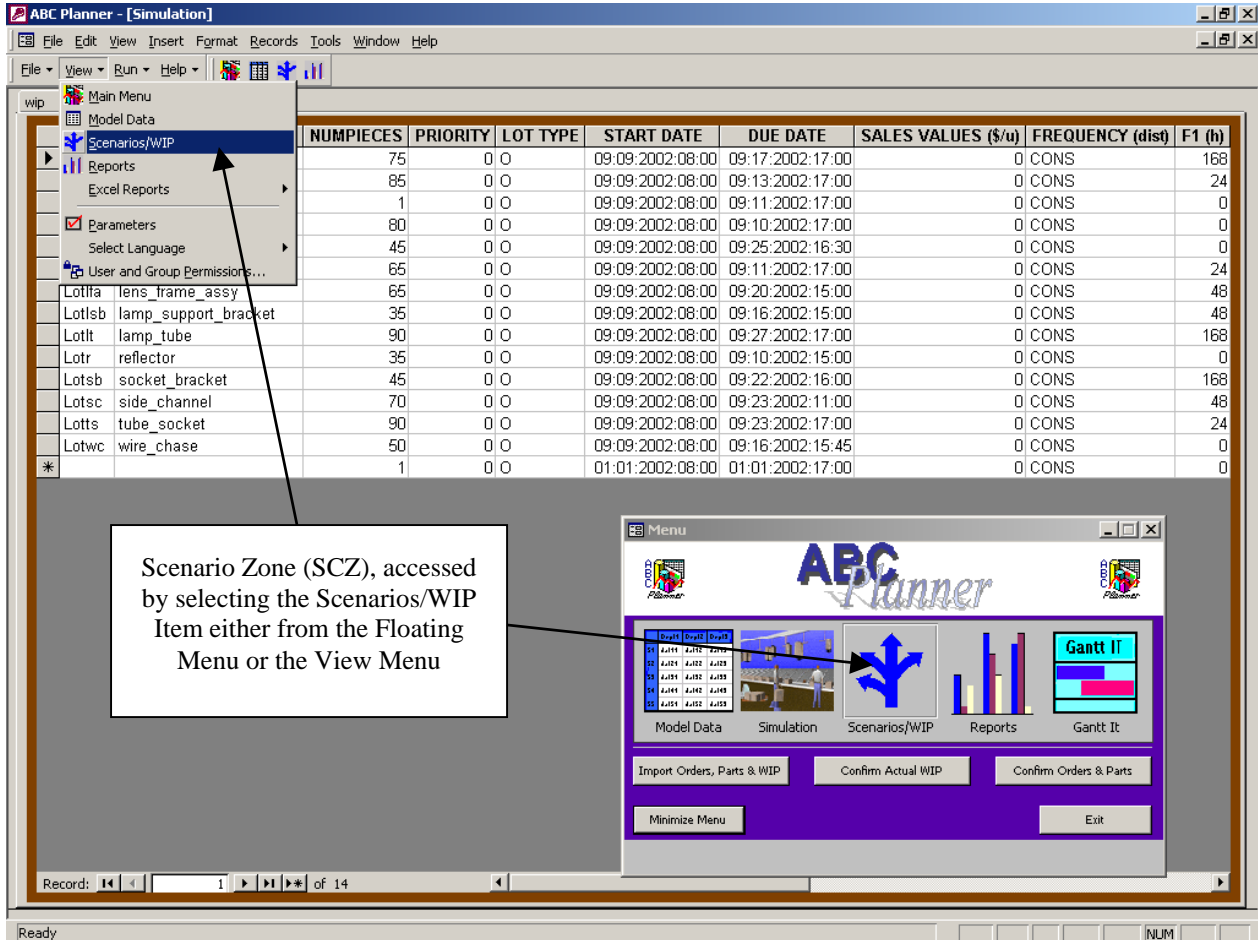 ABC Planner - [Simulation]
File Edit View Insert Format Records Tools Window Help
File View Run Help
wip
Main Menu
Model Data
Scenarios/WIP
Reports
Excel Reports
Parameters
Select Language
User and Group Permissions...
NUMPIECES PRIORITY LOT TYPE START DATE DUE DATE SALES VALUES ($/u) FREQUENCY (dist) F1 (h)
75 0 O 09:09:2002:08:00 09:17:2002:17:00 0 CONS 168
85 0 O 09:09:2002:08:00 09:13:2002:17:00 0 CONS 24
1 0 O 09:09:2002:08:00 09:11:2002:17:00 0 CONS 0
80 0 O 09:09:2002:08:00 09:10:2002:17:00 0 CONS 0
45 0 O 09:09:2002:08:00 09:25:2002:16:30 0 CONS 0
65 0 O 09:09:2002:08:00 09:11:2002:17:00 0 CONS 24
Lotlfa lens_frame_assy 65 0 O 09:09:2002:08:00 09:20:2002:15:00 0 CONS 48
Lotlsb lamp_support_bracket 35 0 O 09:09:2002:08:00 09:16:2002:15:00 0 CONS 48
Lotlt lamp_tube 90 0 O 09:09:2002:08:00 09:27:2002:17:00 0 CONS 168
Lotr reflector 35 0 O 09:09:2002:08:00 09:10:2002:15:00 0 CONS 0
Lotsb socket_bracket 45 0 O 09:09:2002:08:00 09:22:2002:16:00 0 CONS 168
Lotsc side_channel 70 0 O 09:09:2002:08:00 09:23:2002:11:00 0 CONS 48
Lotts tube_socket 90 0 O 09:09:2002:08:00 09:23:2002:17:00 0 CONS 24
Lotwc wire_chase 50 0 O 09:09:2002:08:00 09:16:2002:15:45 0 CONS 0
* 1 0 O 01:01:2002:08:00 01:01:2002:17:00 0 CONS 0
Scenario Zone (SCZ), accessed
by selecting the Scenarios/WIP
Item either from the Floating
Menu or the View Menu
Menu
ABC Planner
ABC
Planner
ABC
Planner
Gantt IT
Model Data Simulation Scenarios/WIP Reports Gantt It
Import Orders, Parts & WIP Confirm Actual WIP Confirm Orders & Parts
Minimize Menu Exit
Record: 1 of 14
Ready NUM